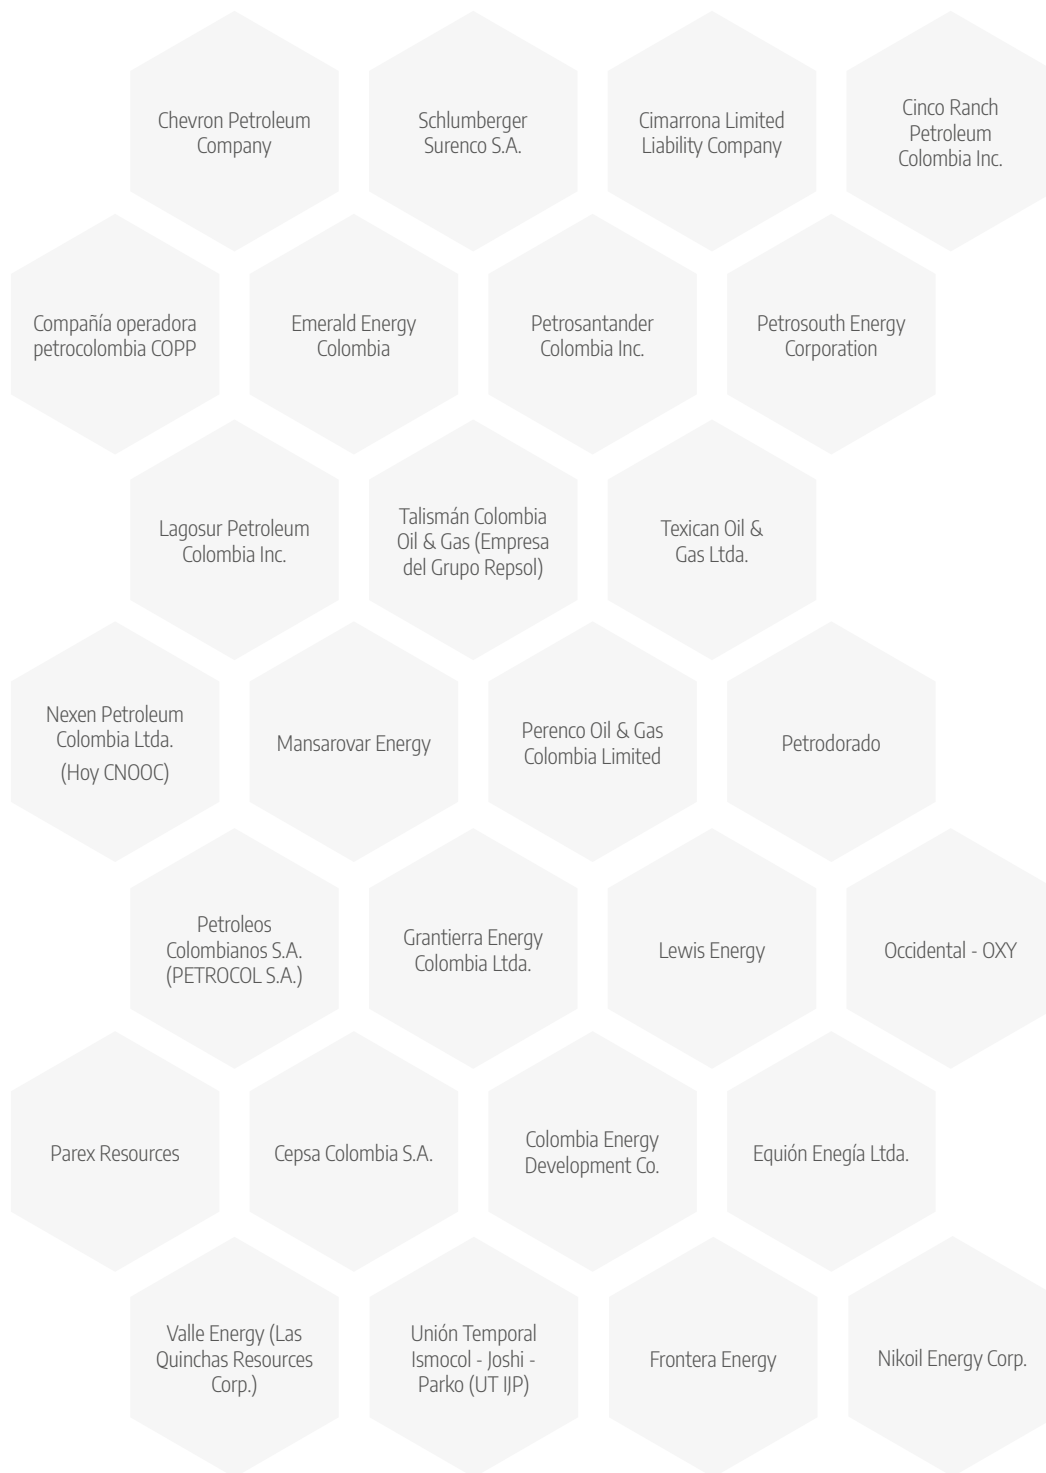 Chevron Petroleum
Company
Schlumberger
Surenco S.A.
Cimarrona Limited
Liability Company
Cinco Ranch
Petroleum
Colombia Inc.
Compañía operadora
petrocolombia COPP
Emerald Energy
Colombia
Petrosantander
Colombia Inc.
Petrosouth Energy
Corporation
Lagosur Petroleum
Colombia Inc.
Talismán Colombia
Oil & Gas (Empresa
del Grupo Repsol)
Texican Oil &
Gas Ltda.
Nexen Petroleum
Colombia Ltda.
(Hoy CNOOC)
Mansarovar Energy
Perenco Oil & Gas
Colombia Limited
Petrodorado
Petroleos
Colombianos S.A.
(PETROCOL S.A.)
Grantierra Energy
Colombia Ltda.
Lewis Energy
Occidental - OXY
Parex Resources
Cepsa Colombia S.A.
Colombia Energy
Development Co.
Equión Enegía Ltda.
Valle Energy (Las
Quinchas Resources
Corp.)
Unión Temporal
Ismocol - Joshi -
Parko (UT IJP)
Frontera Energy
Nikoil Energy Corp.